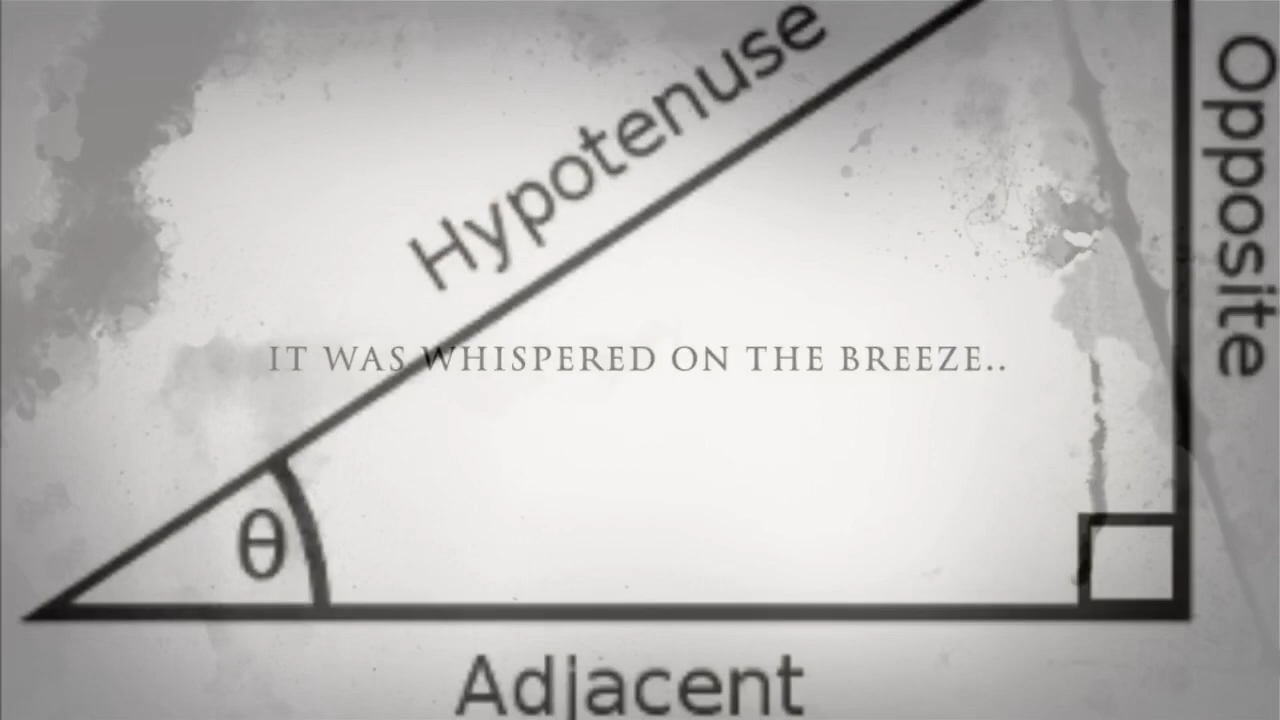 Hypotenuse
Opposite
IT WAS WHISPERED ON THE BREEZE..
θ
Adjacent